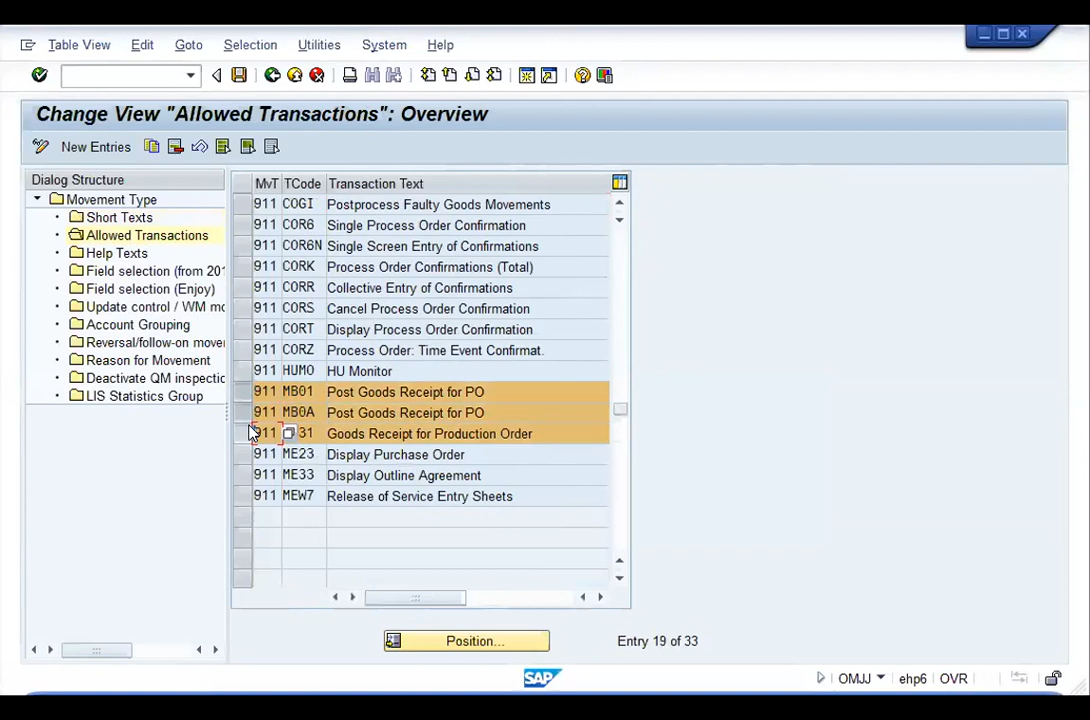 Table View Edit Goto Selection Utilities System Help
Change View "Allowed Transactions": Overview
New Entries
Dialog Structure
Movement Type
Short Texts
Allowed Transactions
Help Texts
Field selection (from 201
Field selection (Enjoy)
Update control / WM mo
Account Grouping
Reversal/follow-on mover
Reason for Movement
Deactivate QM inspectic
LIS Statistics Group
MvT TCode Transaction Text
911 COGI Postprocess Faulty Goods Movements
911 COR6 Single Process Order Confirmation
911 COR6N Single Screen Entry of Confirmations
911 CORK Process Order Confirmations (Total)
911 CORR Collective Entry of Confirmations
911 CORS Cancel Process Order Confirmation
911 CORT Display Process Order Confirmation
911 CORZ Process Order: Time Event Confirmat.
911 HUMO HU Monitor
911 MB01 Post Goods Receipt for PO
911 MB0A Post Goods Receipt for PO
911 31 Goods Receipt for Production Order
911 ME23 Display Purchase Order
911 ME33 Display Outline Agreement
911 MEW7 Release of Service Entry Sheets
Position... Entry 19 of 33
SAP OMJJ ehp6 OVR